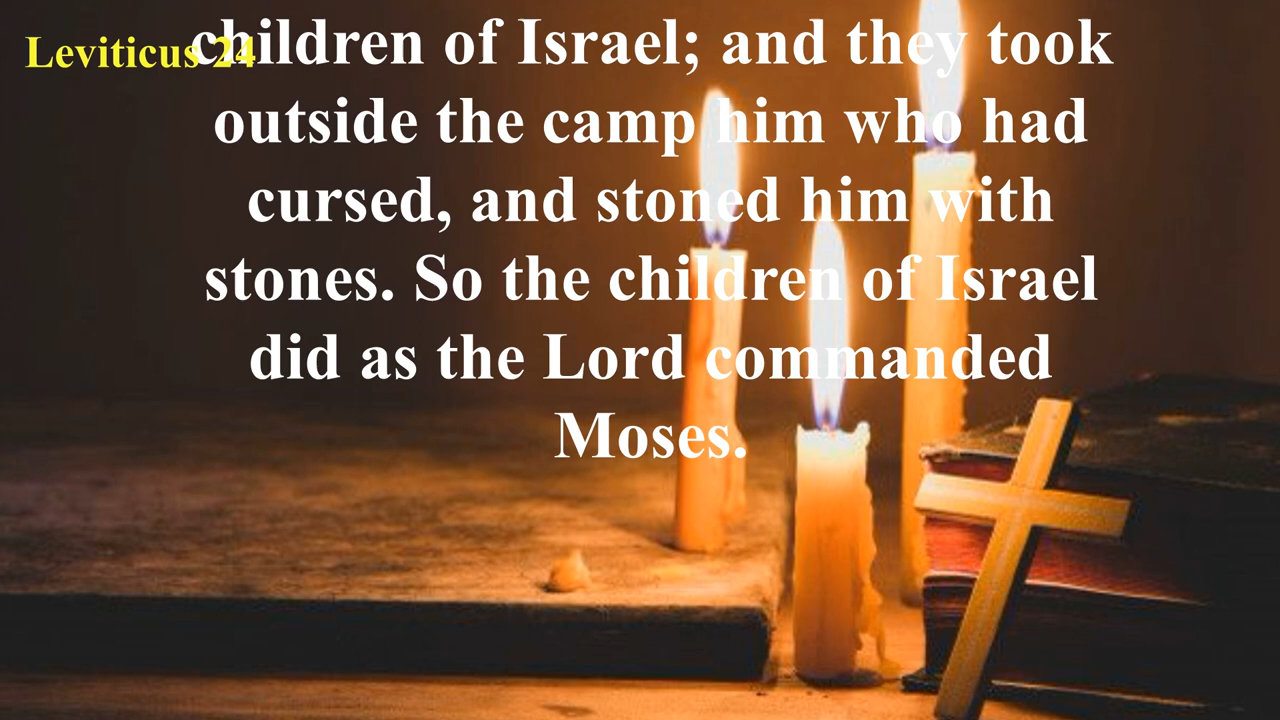 Leviticus 24
children of Israel; and they took
outside the camp him who had
cursed, and stoned him with
stones. So the children of Israel
did as the Lord commanded
Moses.